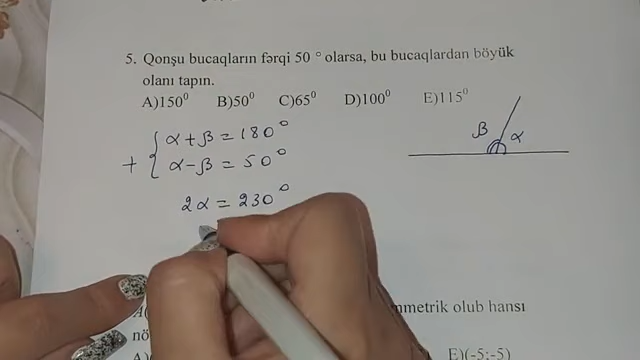 5. Qonşu bucaqların fərqi 50 ° olarsa, bu bucaqlardan böyük
olanı tapın.
A)150⁰ B)50⁰ C)65⁰ D)100⁰ E)115⁰
α + β = 180°
+ α - β = 50°
2α = 230°
β α
mmetrik olub hansı
nö
A) E)(-5;-5)